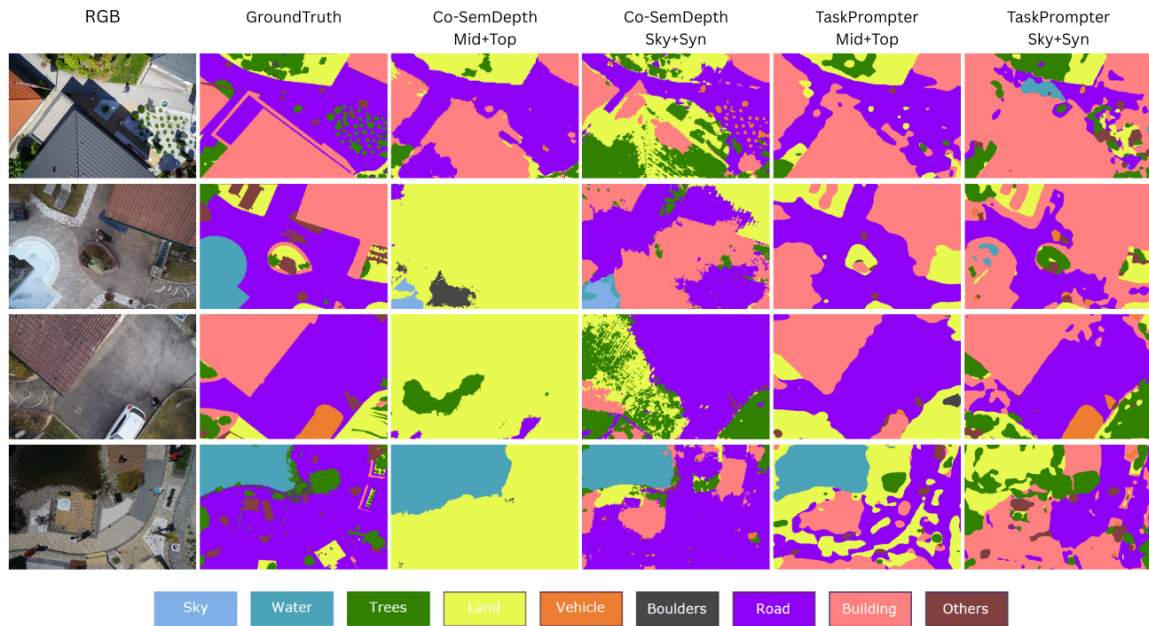 RGB
GroundTruth
Co-SemDepth
Mid+Top
Co-SemDepth
Sky+Syn
TaskPrompter
Mid+Top
TaskPrompter
Sky+Syn
Sky
Water
Trees
Land
Vehicle
Boulders
Road
Building
Others